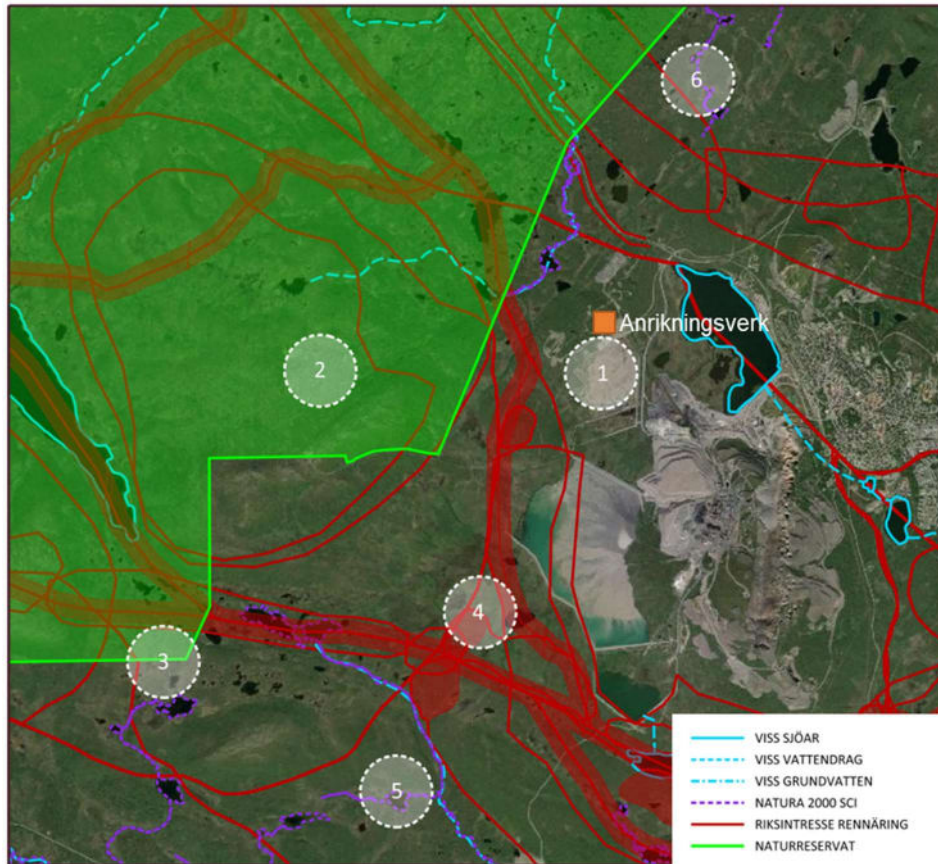 6
Anrikningsverk
2
1
4
3
5
VISS SJÖAR
VISS VATTENDRAG
VISS GRUNDVATTEN
NATURA 2000 SCI
RIKSINTRESSE RENNÄRING
NATURRESERVAT